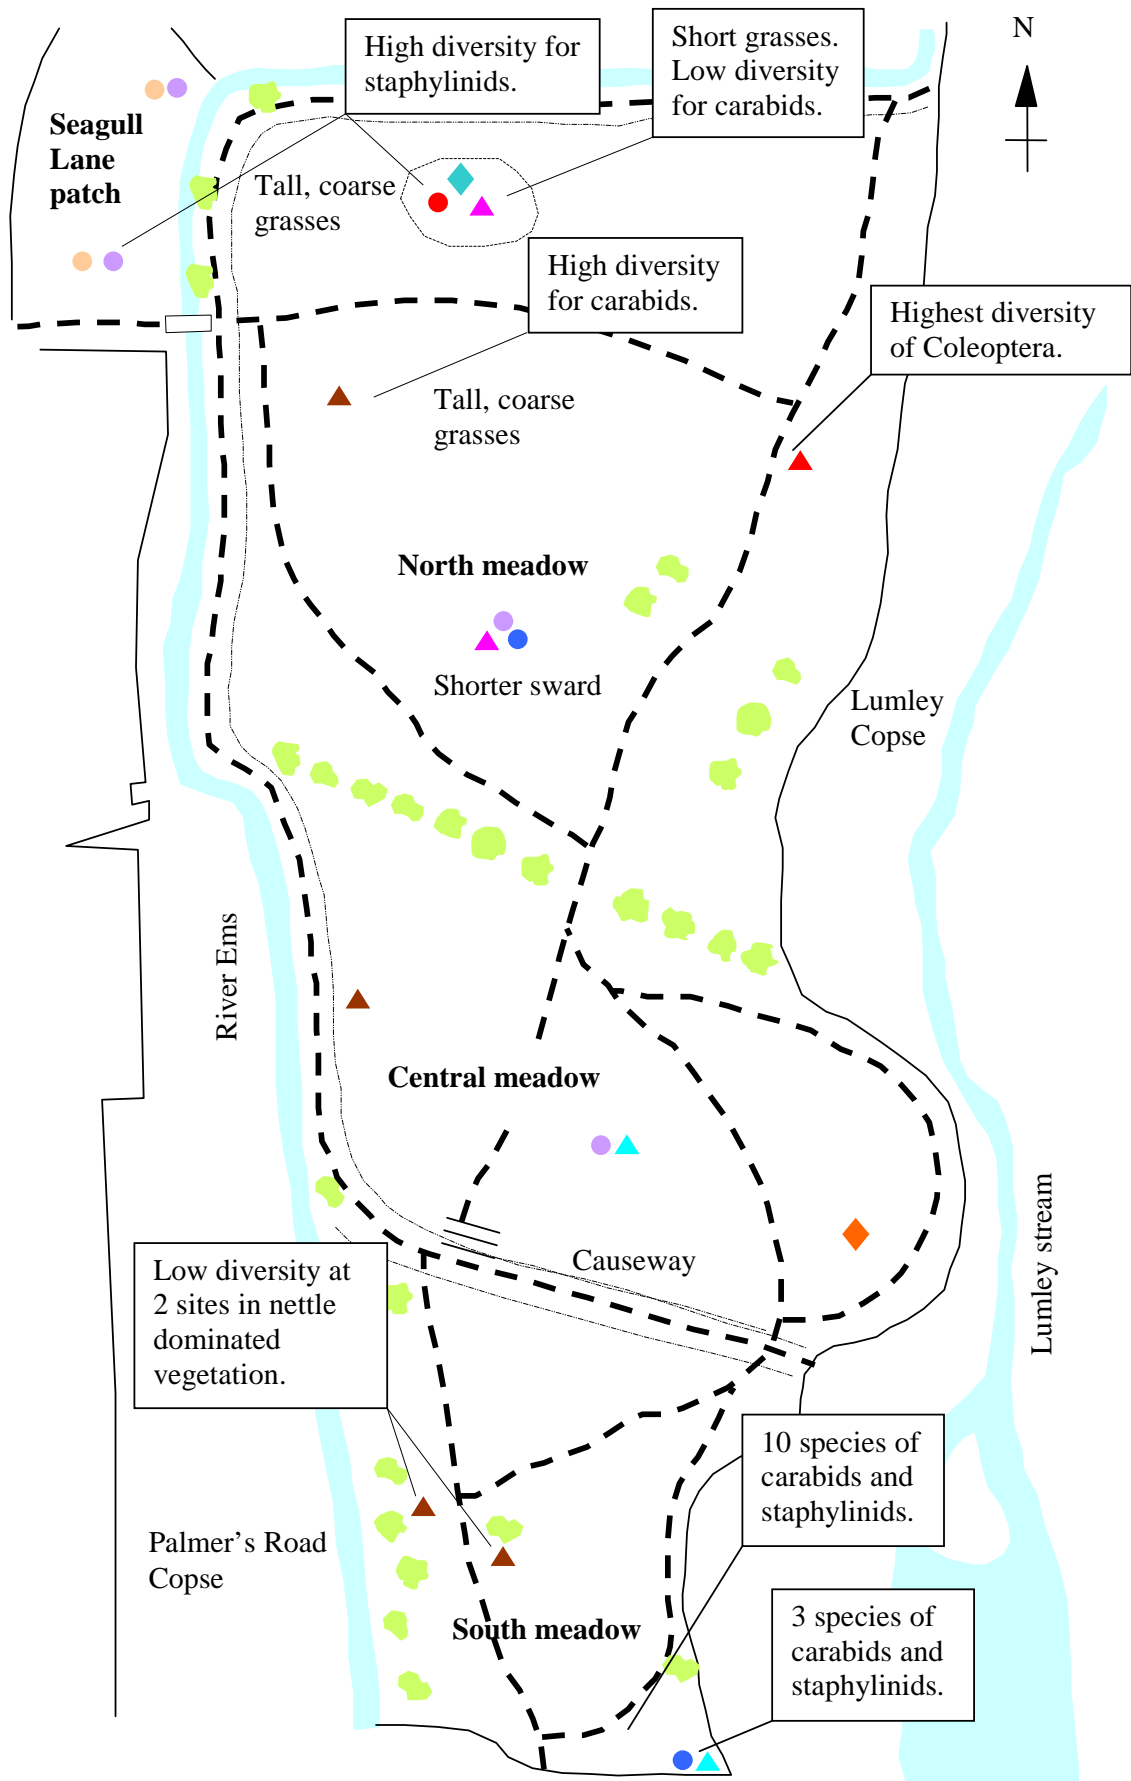 High diversity for
staphylinids.
Short grasses.
Low diversity
for carabids.
N
Seagull
Lane
patch
Tall, coarse
grasses
High diversity
for carabids.
Highest diversity
of Coleoptera.
Tall, coarse
grasses
North meadow
Shorter sward
Lumley
Copse
River Ems
Central meadow
Causeway
Lumley stream
Low diversity at
2 sites in nettle
dominated
vegetation.
10 species of
carabids and
staphylinids.
Palmer's Road
Copse
South meadow
3 species of
carabids and
staphylinids.